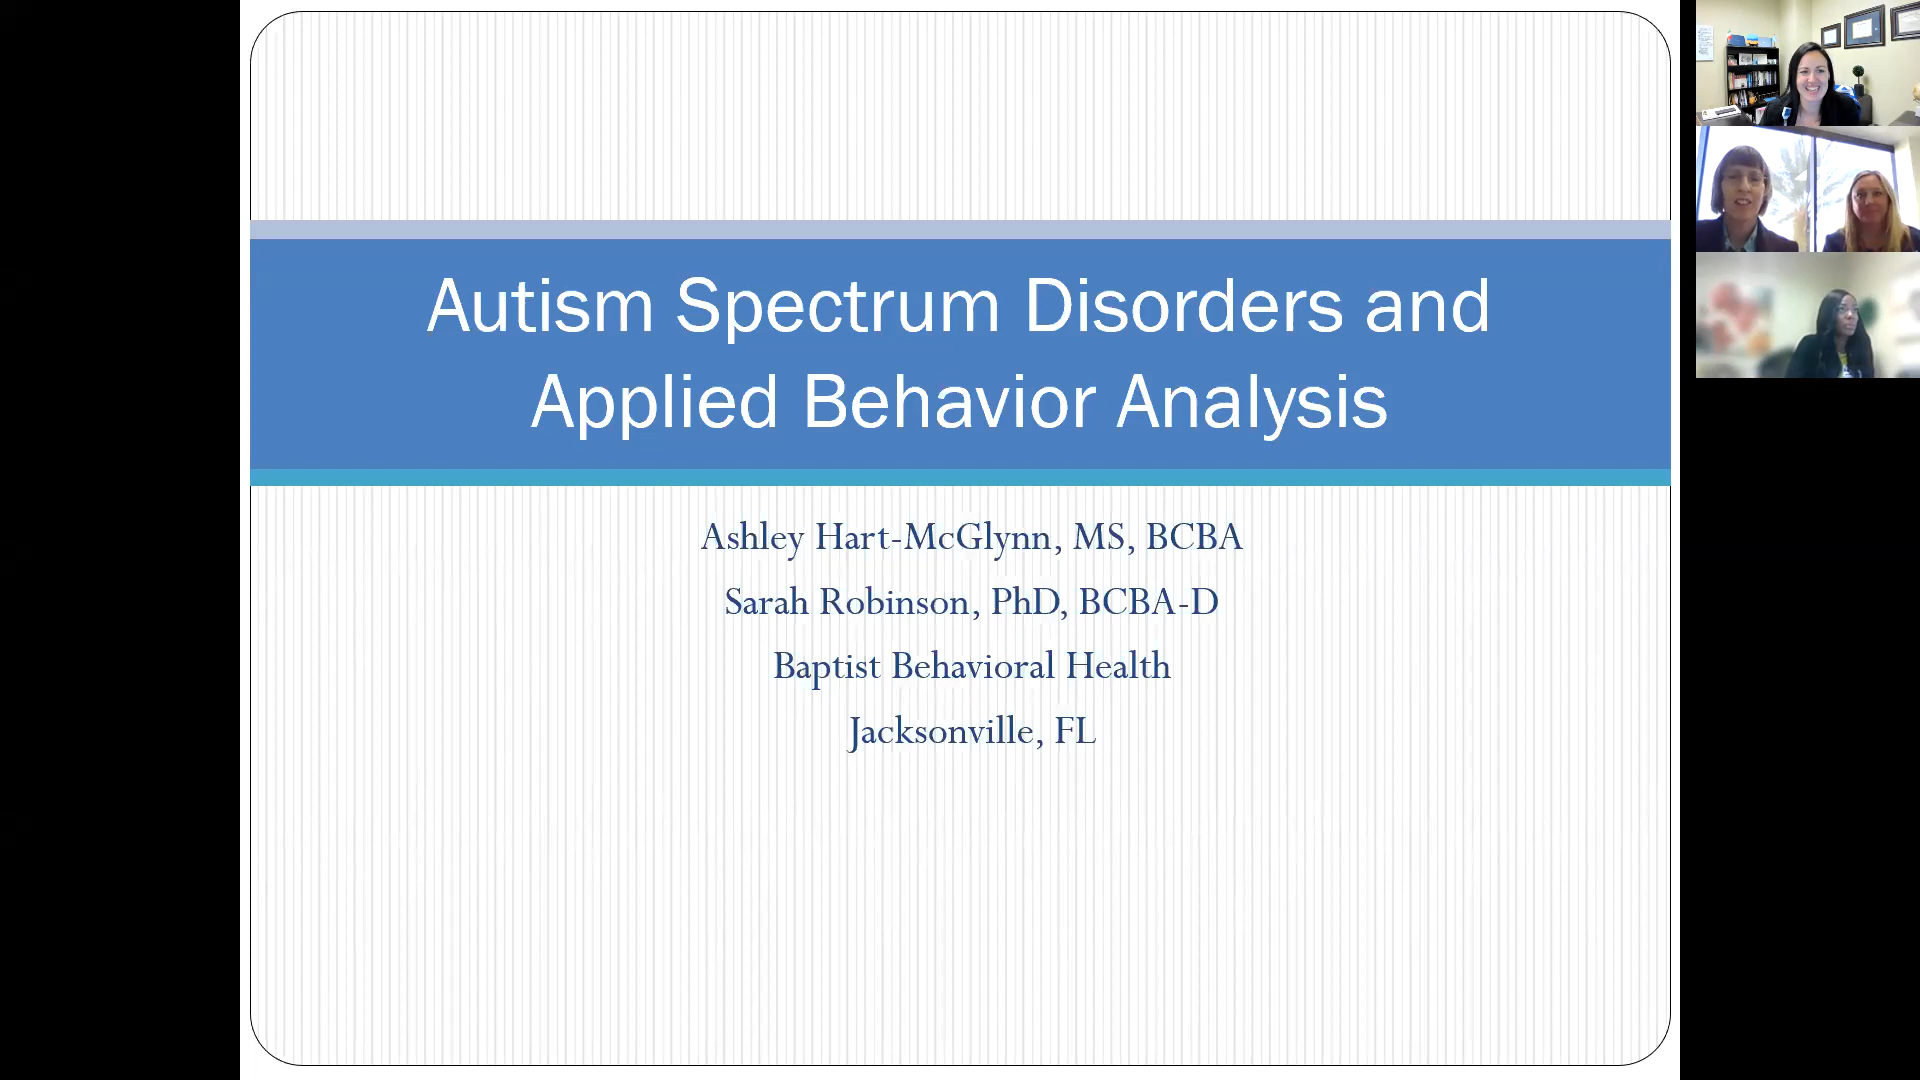 Autism Spectrum Disorders and
Applied Behavior Analysis
Ashley Hart-McGlynn, MS, BCBA
Sarah Robinson, PhD, BCBA-D
Baptist Behavioral Health
Jacksonville, FL